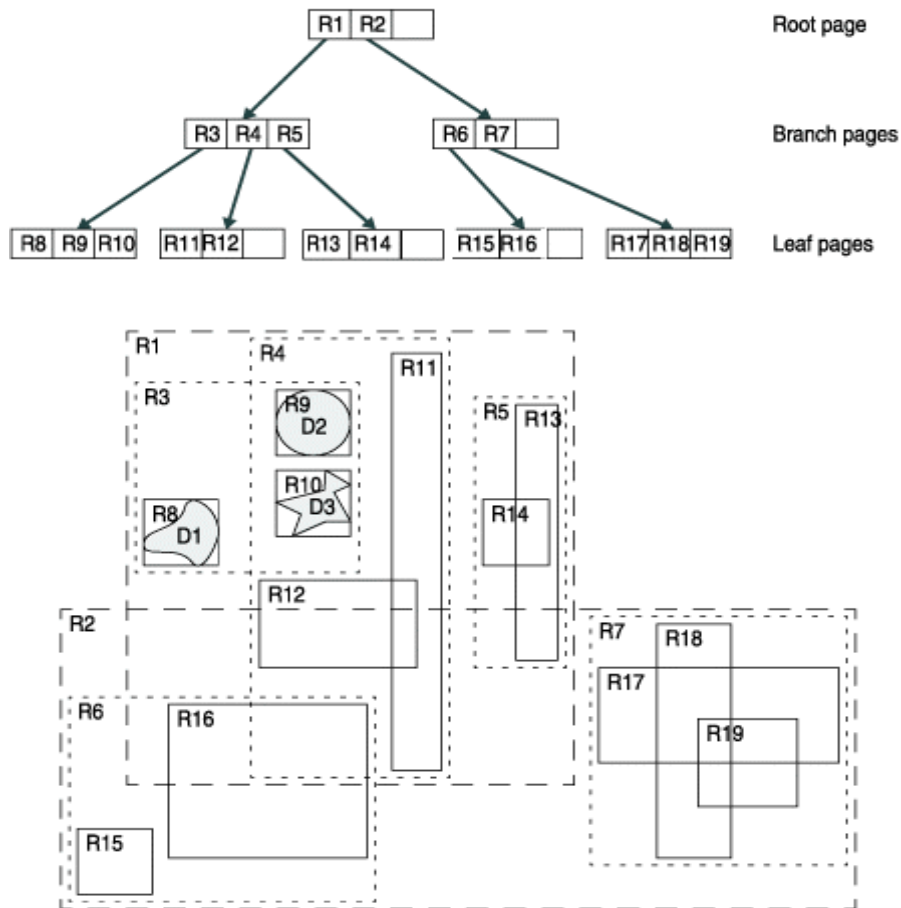 R1 R2 Root page
R3 R4 R5 R6 R7 Branch pages
R8 R9 R10 R11 R12 R13 R14 R15 R16 R17 R18 R19 Leaf pages
R1
R4
R11
R3
R9
R5 R13
D2
R10
D3
R8
R14
D1
R12
R2
R7
R18
R17
R6
R16
R19
R15